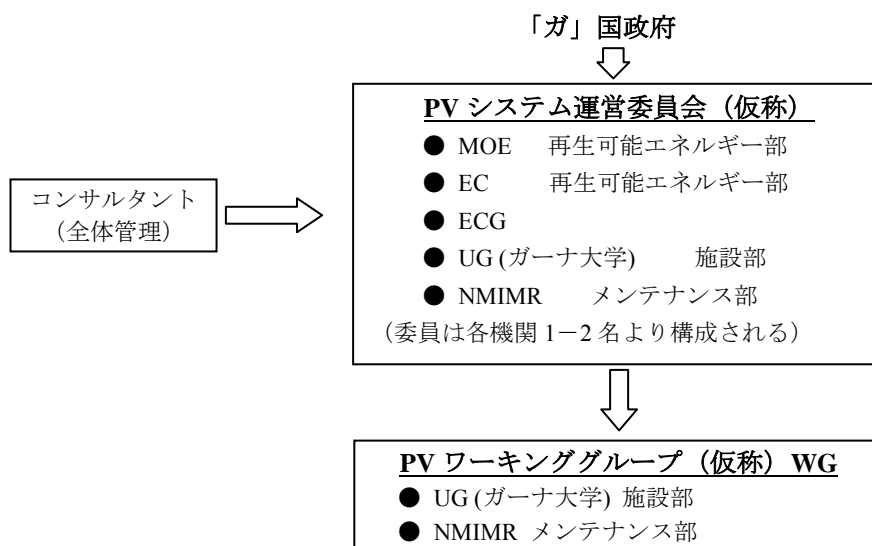 「ガ」国政府
PV システム運営委員会（仮称）
● MOE 再生可能エネルギー部
● EC 再生可能エネルギー部
● ECG
● UG (ガーナ大学) 施設部
● NMIMR メンテナンス部
（委員は各機関 1－2 名より構成される）
コンサルタント
（全体管理）
PV ワーキンググループ（仮称）WG
● UG (ガーナ大学) 施設部
● NMIMR メンテナンス部